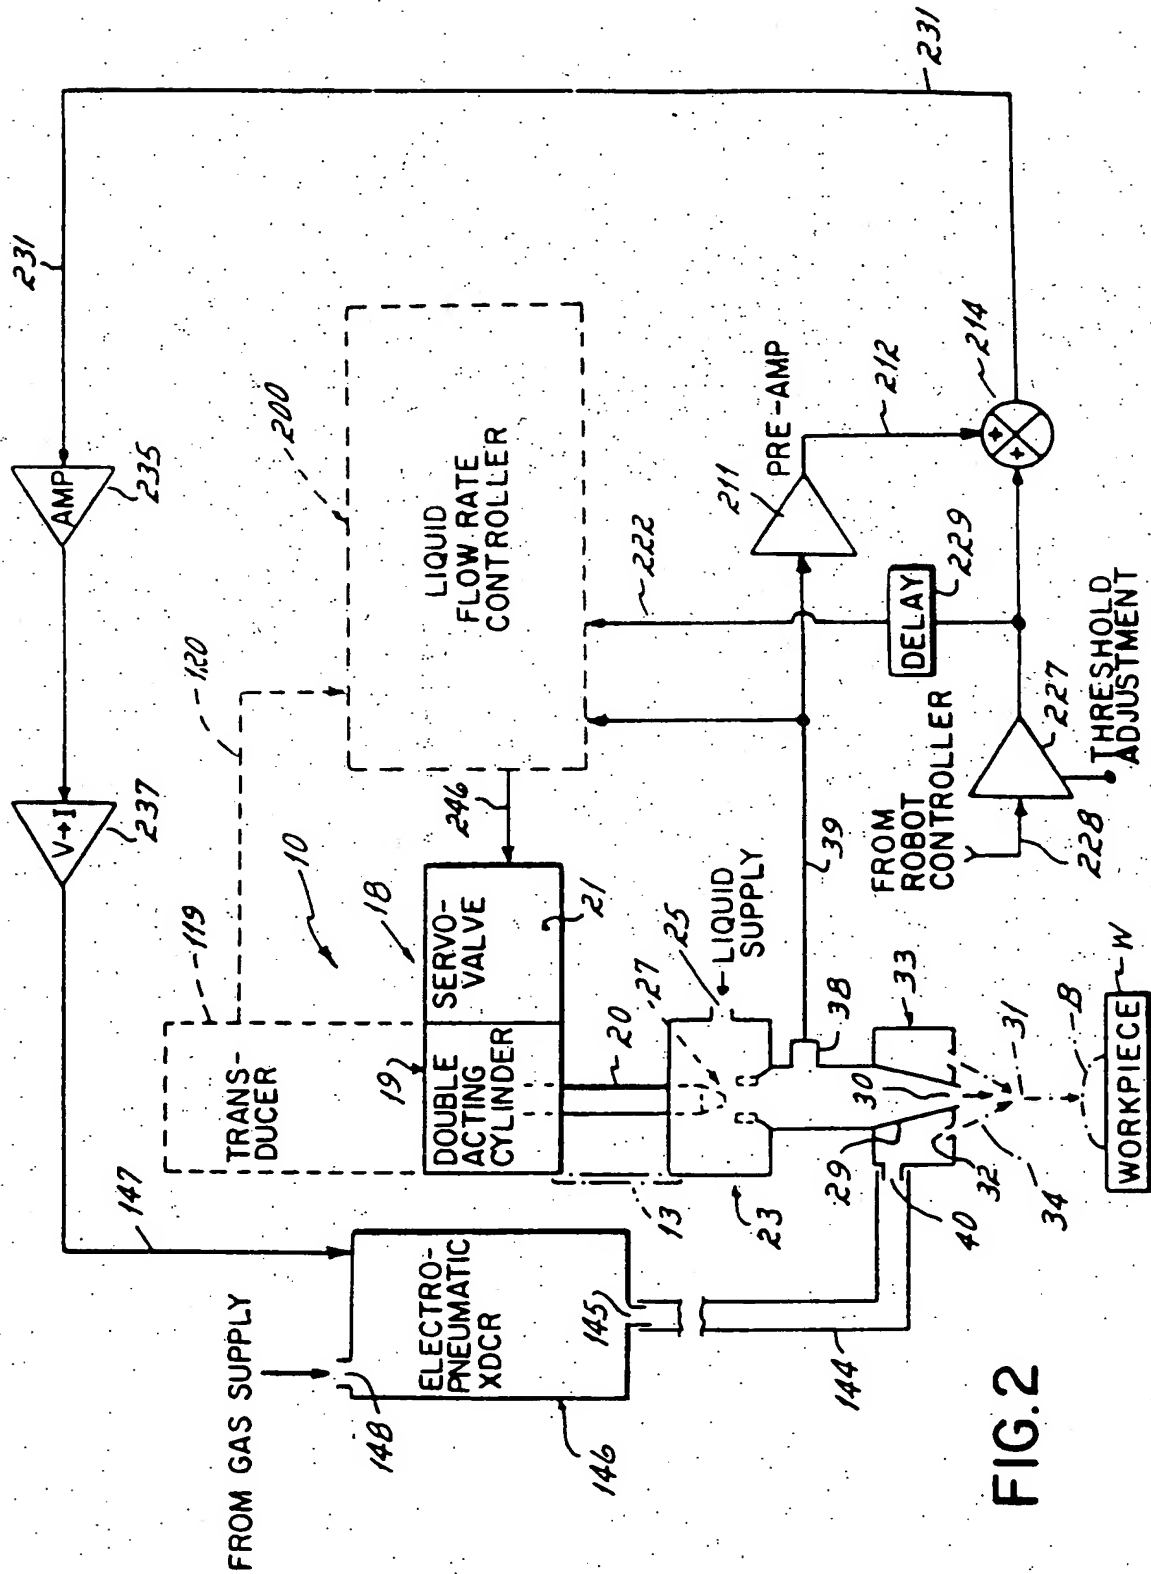 231
231
AMP
235
V→I
237
147
FROM GAS SUPPLY
148
ELECTRO-
PNEUMATIC
XDCR
146
145
144
TRANS-
DUCER
119
120
10
18
19
DOUBLE
ACTING
CYLINDER
SERVO-
VALVE
21
246
LIQUID
FLOW RATE
CONTROLLER
200
222
20
13
23
27
25
LIQUID
SUPPLY
38
39
PRE-AMP
211
212
214
+
+
DELAY
229
FROM
ROBOT
CONTROLLER
228
227
THRESHOLD
ADJUSTMENT
33
30
29
32
40
34
31
B
W
WORKPIECE
FIG. 2